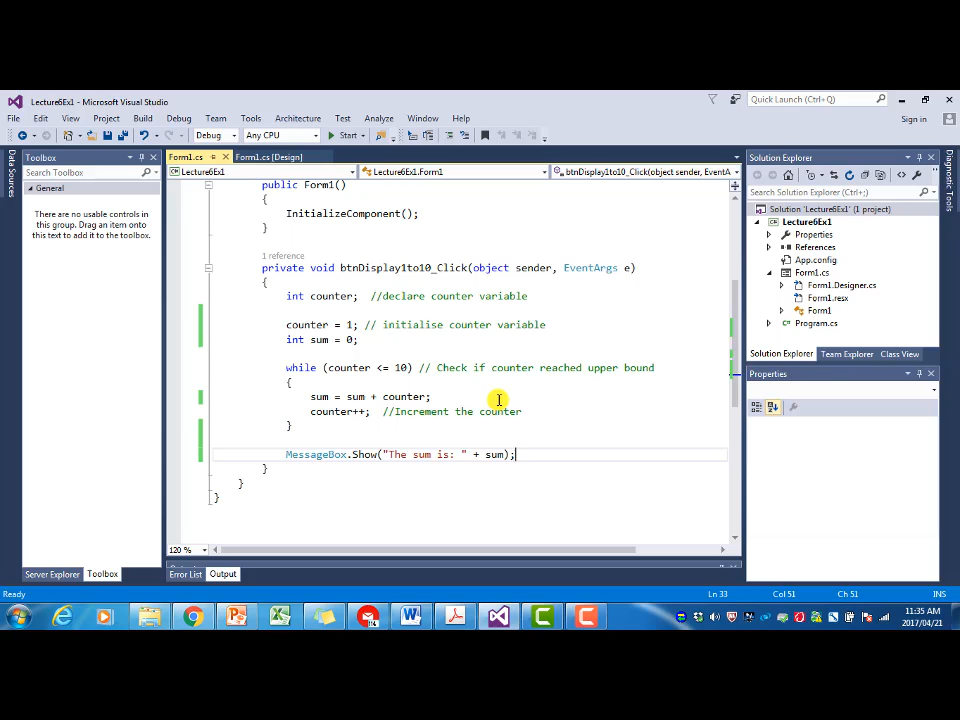 Lecture6Ex1 - Microsoft Visual Studio
Quick Launch (Ctrl+Q)
File Edit View Project Build Debug Team Tools Architecture Test Analyze Window Help
Sign in
Debug Any CPU Start
Data Sources
Toolbox
Search Toolbox
General
There are no usable controls in
this group. Drag an item onto
this text to add it to the toolbox.
Server Explorer Toolbox
Form1.cs Form1.cs [Design]
Lecture6Ex1 Lecture6Ex1.Form1 btnDisplay1to10_Click(object sender, EventA
public Form1()
{
InitializeComponent();
}
1 reference
private void btnDisplay1to10_Click(object sender, EventArgs e)
{
int counter; //declare counter variable
counter = 1; // initialise counter variable
int sum = 0;
while (counter <= 10) // Check if counter reached upper bound
{
sum = sum + counter;
counter++; //Increment the counter
}
MessageBox.Show("The sum is: " + sum);
}
}
}
120 %
Error List Output
Solution Explorer
Search Solution Explorer (Ctrl+;)
Solution 'Lecture6Ex1' (1 project)
Lecture6Ex1
Properties
References
App.config
Form1.cs
Form1.Designer.cs
Form1.resx
Form1
Program.cs
Solution Explorer Team Explorer Class View
Properties
Diagnostic Tools
Ready Ln 33 Col 51 Ch 51 INS
11:35 AM
2017/04/21